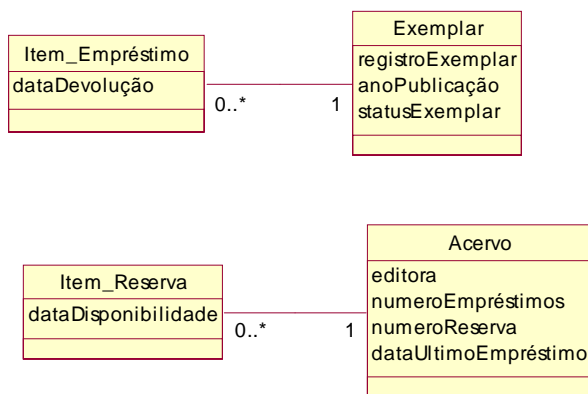 Item_Empréstimo
dataDevolução
0..*
1
Exemplar
registroExemplar
anoPublicação
statusExemplar
Item_Reserva
dataDisponibilidade
0..*
1
Acervo
editora
numeroEmpréstimos
numeroReserva
dataUltimoEmpréstimo